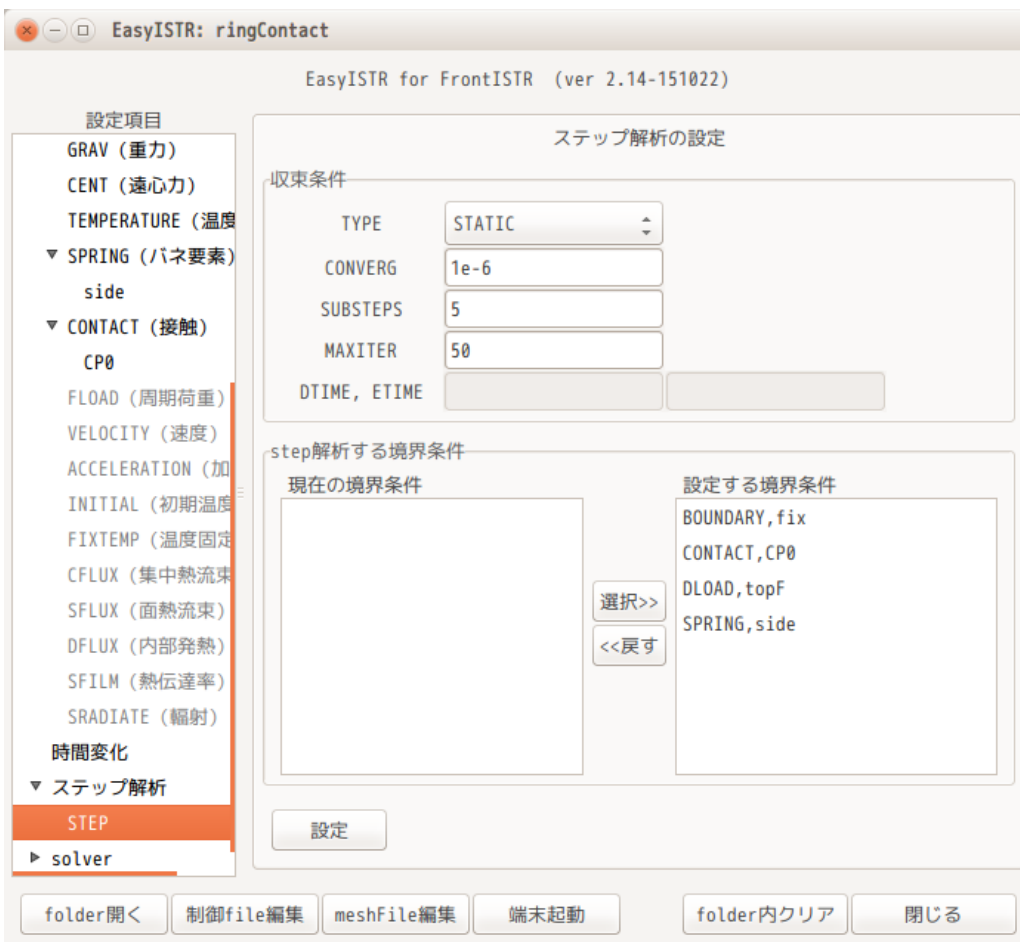 EasyISTR: ringContact
EasyISTR for FrontISTR (ver 2.14-151022)
設定項目
GRAV (重力)
CENT (遠心力)
TEMPERATURE (温度
SPRING (バネ要素)
side
CONTACT (接触)
CP0
FLOAD (周期荷重)
VELOCITY (速度)
ACCELERATION (加
INITIAL (初期温度
FIXTEMP (温度固定
CFLUX (集中熱流束
SFLUX (面熱流束)
DFLUX (内部発熱)
SFILM (熱伝達率)
SRADIATE (輻射)
時間変化
ステップ解析
STEP
solver
ステップ解析の設定
収束条件
TYPE STATIC
CONVERG 1e-6
SUBSTEPS 5
MAXITER 50
DTIME, ETIME
step解析する境界条件
現在の境界条件
選択>>
<<戻す
設定する境界条件
BOUNDARY,fix
CONTACT,CP0
DLOAD,topF
SPRING,side
設定
folder開く 制御file編集 meshFile編集 端末起動 folder内クリア 閉じる